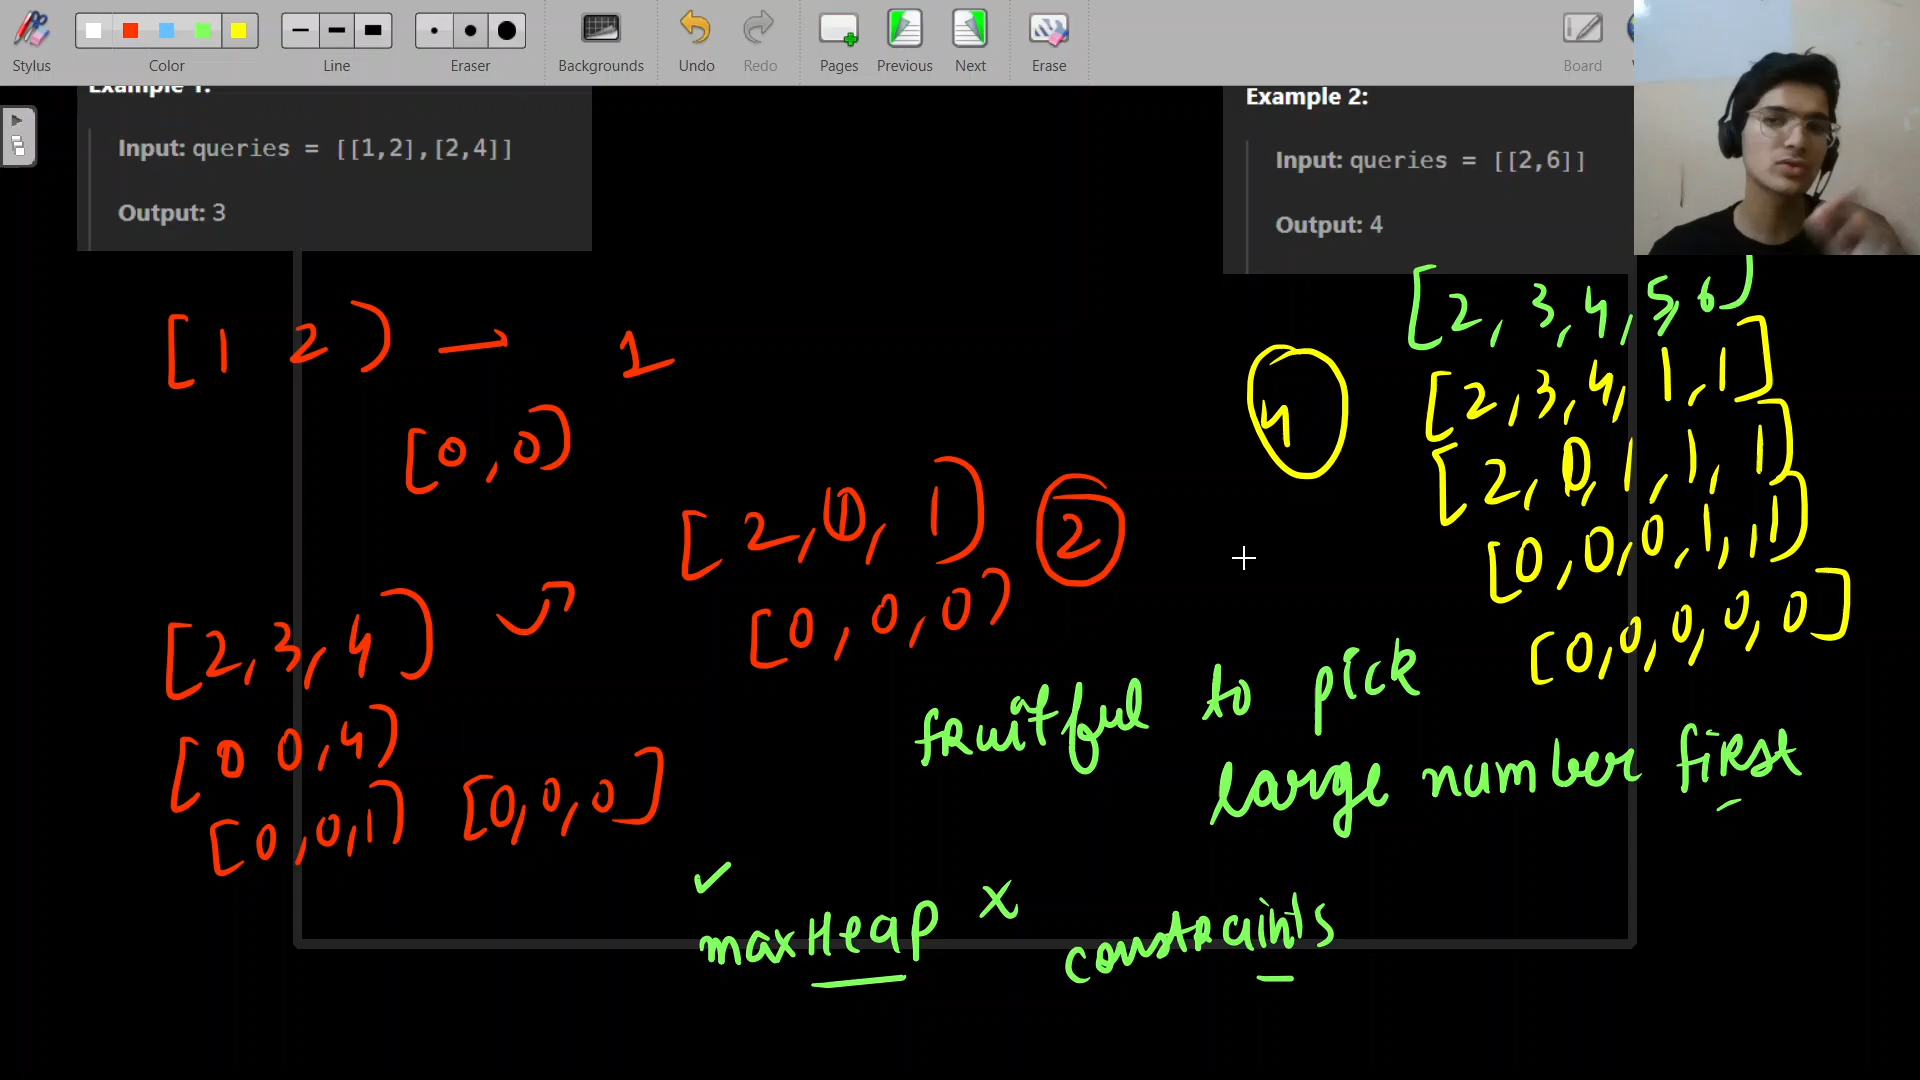 Stylus
Color
Line
Eraser
Backgrounds
Undo
Redo
Pages
Previous
Next
Erase
Board
Example 1:
Input: queries = [[1,2],[2,4]]
Output: 3
Example 2:
Input: queries = [[2,6]]
Output: 4
[1 2) → 1
[0,0)
[2,0,1) 2
[0,0,0)
[2,3,4)
[0 0,4)
[0,0,1) [0,0,0]
4
[2,3,4,5,6)
[2,3,4,1,1]
[2,0,1,1,1]
[0,0,0,1,1)
[0,0,0,0,0]
fruitful to pick
large number first
✓
maxHeap x constraints